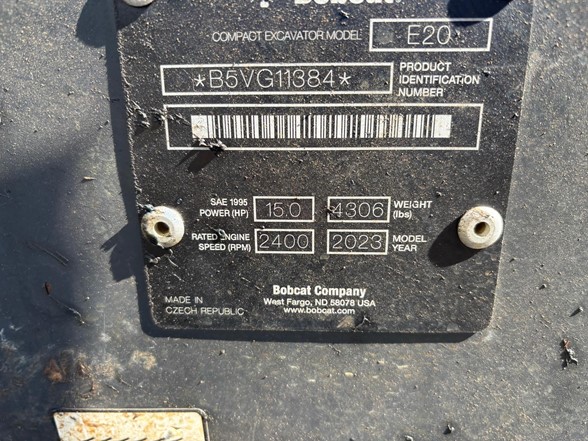 Bobcat.
COMPACT EXCAVATOR MODEL E20
*B5VG11384* PRODUCT
IDENTIFICATION
NUMBER
SAE 1995
POWER (HP) 15.0 4306 WEIGHT
(lbs)
RATED ENGINE
SPEED (RPM) 2400 2023 MODEL
YEAR
Bobcat Company
West Fargo, ND 58078 USA
www.bobcat.com
MADE IN
CZECH REPUBLIC